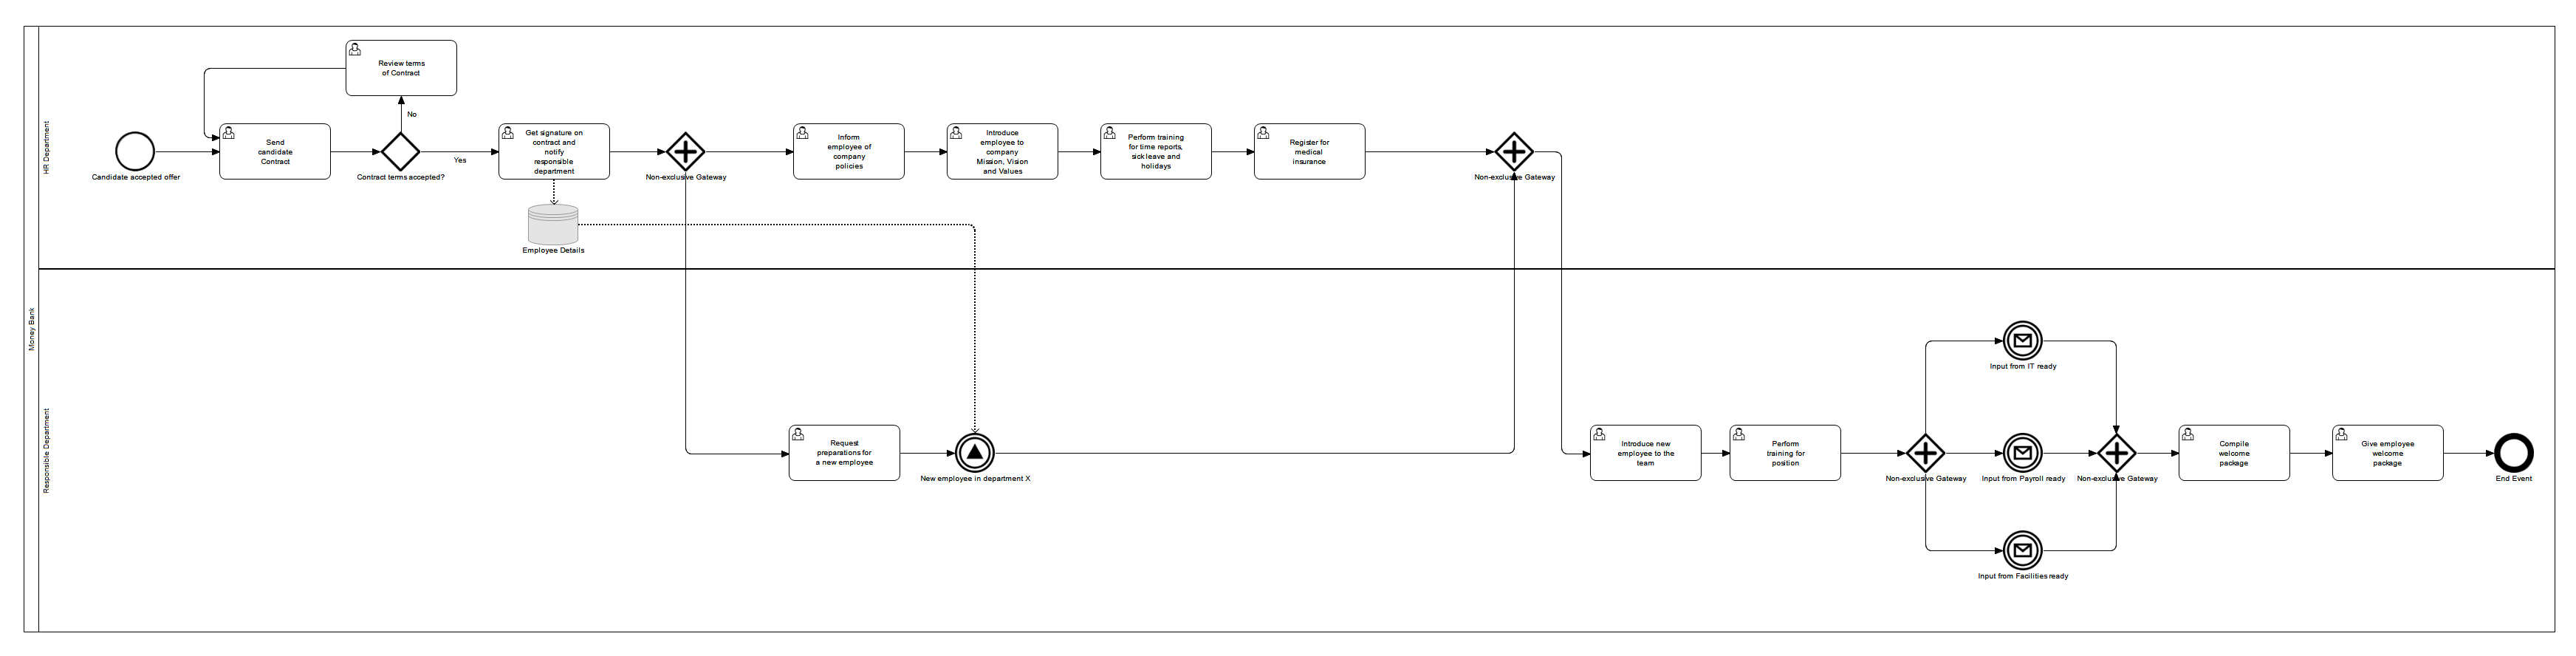 Money Bank
HR Department
Review terms
of Contract
No
Candidate accepted offer
Send
candidate
Contract
Contract terms accepted?
Yes
Get signature on
contract and
notify
responsible
department
Employee Details
Non-exclusive Gateway
Inform
employee of
company
policies
Introduce
employee to
company
Mission, Vision
and Values
Perform training
for time reports,
sick leave and
holidays
Register for
medical
insurance
Non-exclusive Gateway
Responsible Department
Request
preparations for
a new employee
New employee in department X
Introduce new
employee to the
team
Perform
training for
position
Non-exclusive Gateway
Input from IT ready
Input from Payroll ready
Input from Facilities ready
Non-exclusive Gateway
Compile
welcome
package
Give employee
welcome
package
End Event